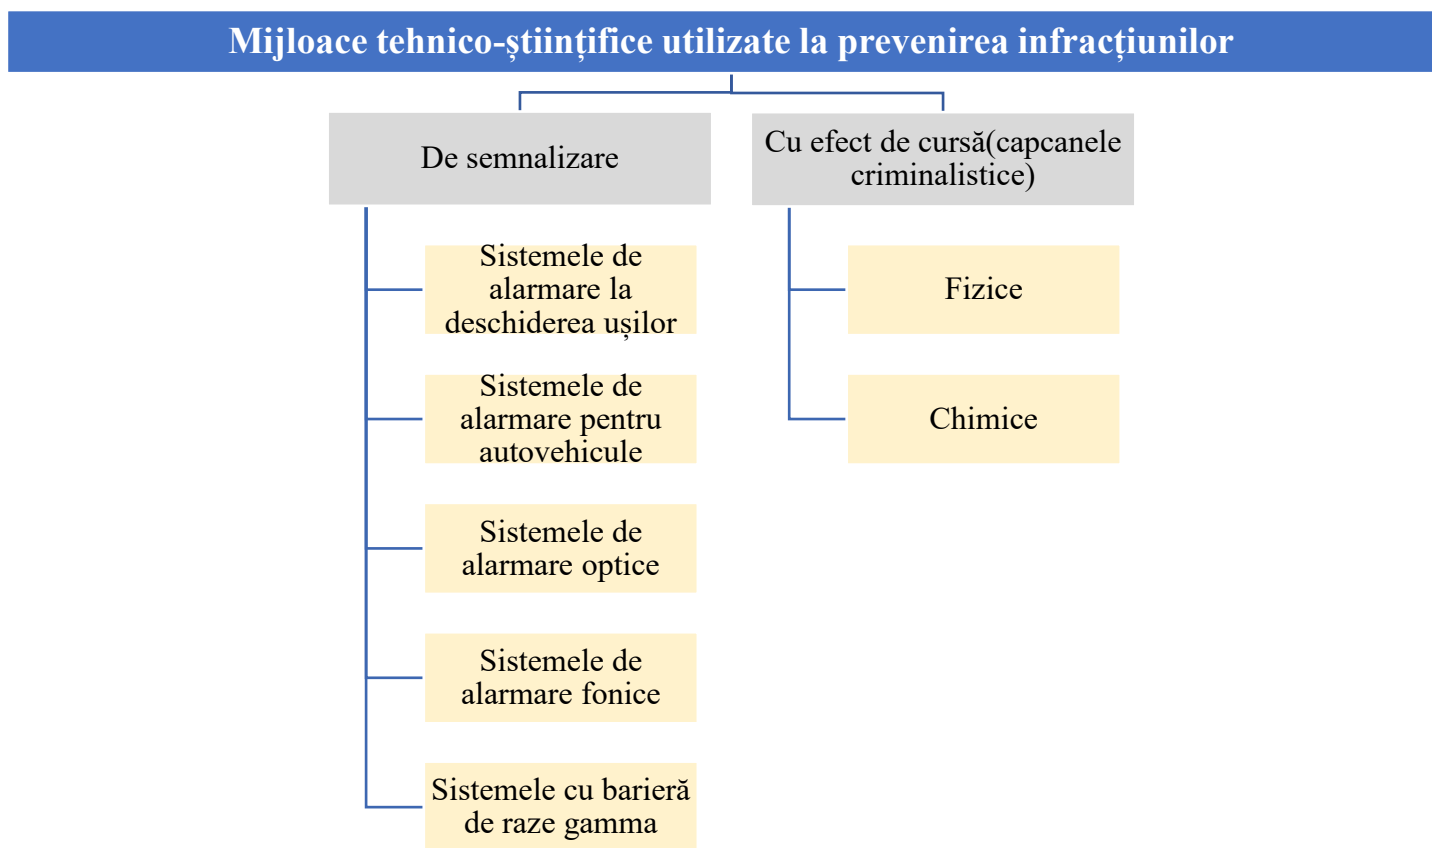 Mijloace tehnico-științifice utilizate la prevenirea infracțiunilor
De semnalizare
Sistemele de
alarmare la
deschiderea ușilor
Sistemele de
alarmare pentru
autovehicule
Sistemele de
alarmare optice
Sistemele de
alarmare fonice
Sistemele cu barieră
de raze gamma
Cu efect de cursă(capcanele
criminalistice)
Fizice
Chimice